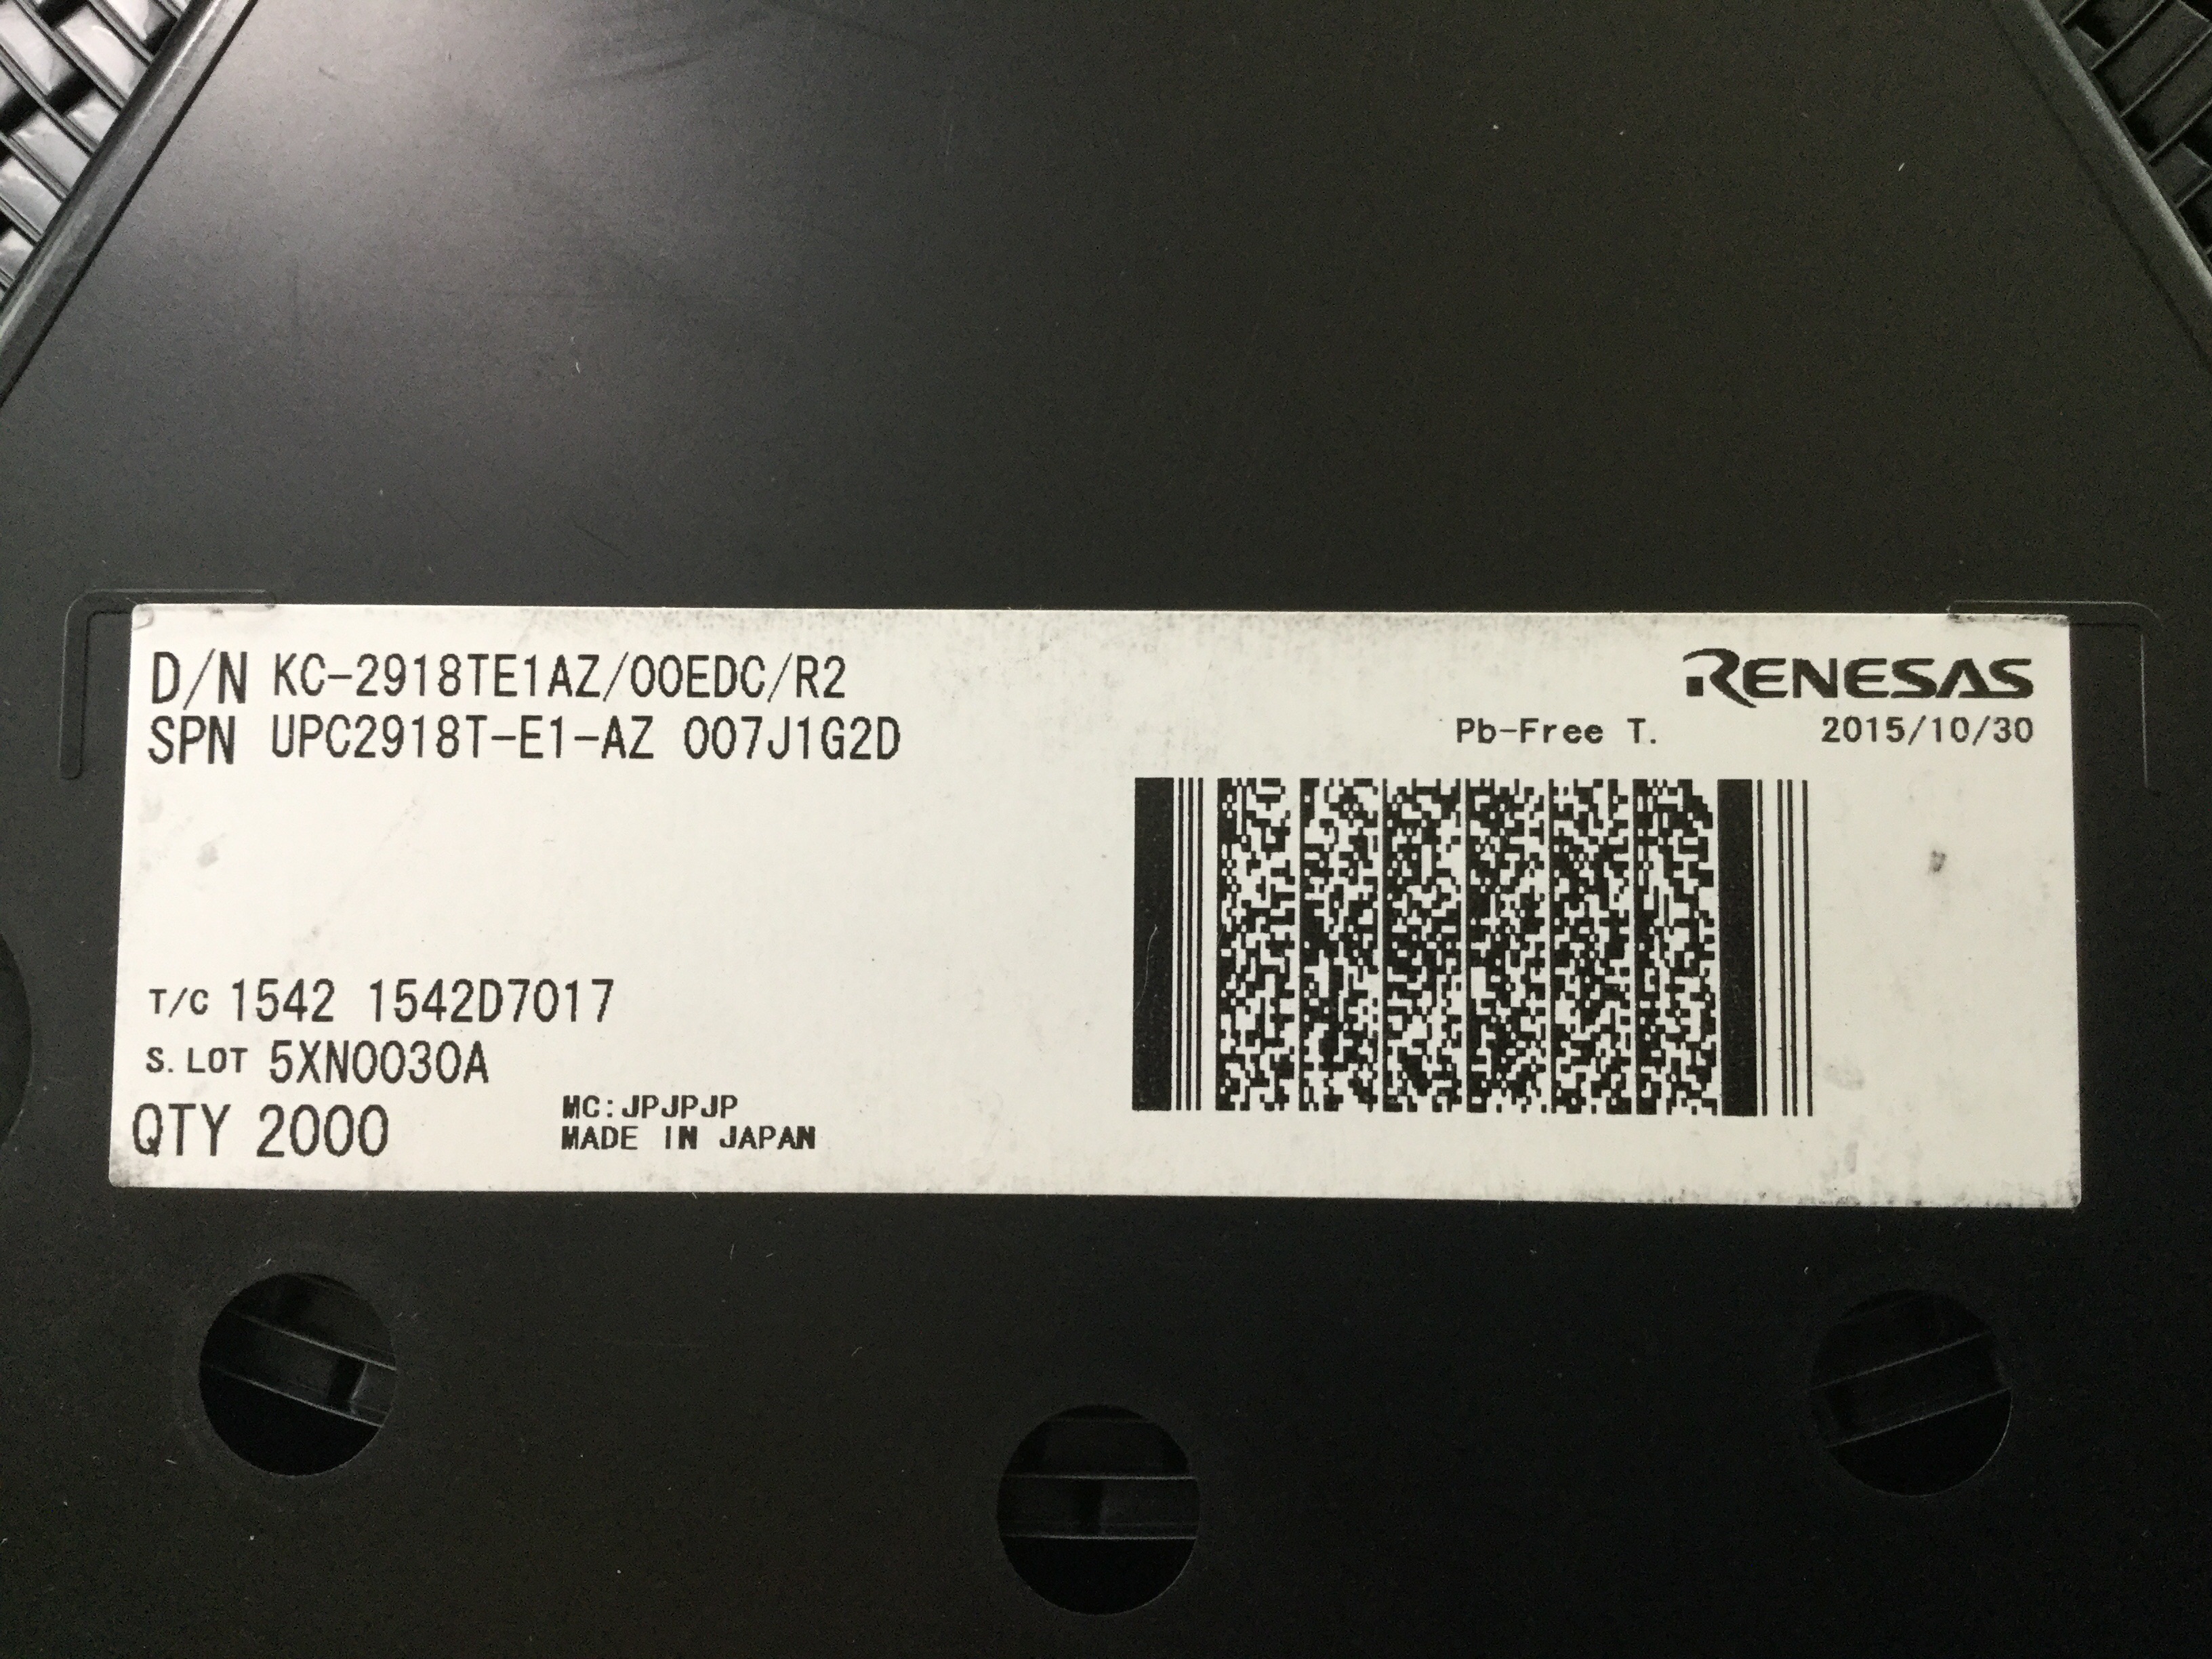 D/N KC-2918TE1AZ/00EDC/R2
RENESAS
SPN UPC2918T-E1-AZ 007J1G2D
Pb-Free T. 2015/10/30
T/C 1542 1542D7017
S. LOT 5XN0030A
QTY 2000
MC:JPJPJP
MADE IN JAPAN